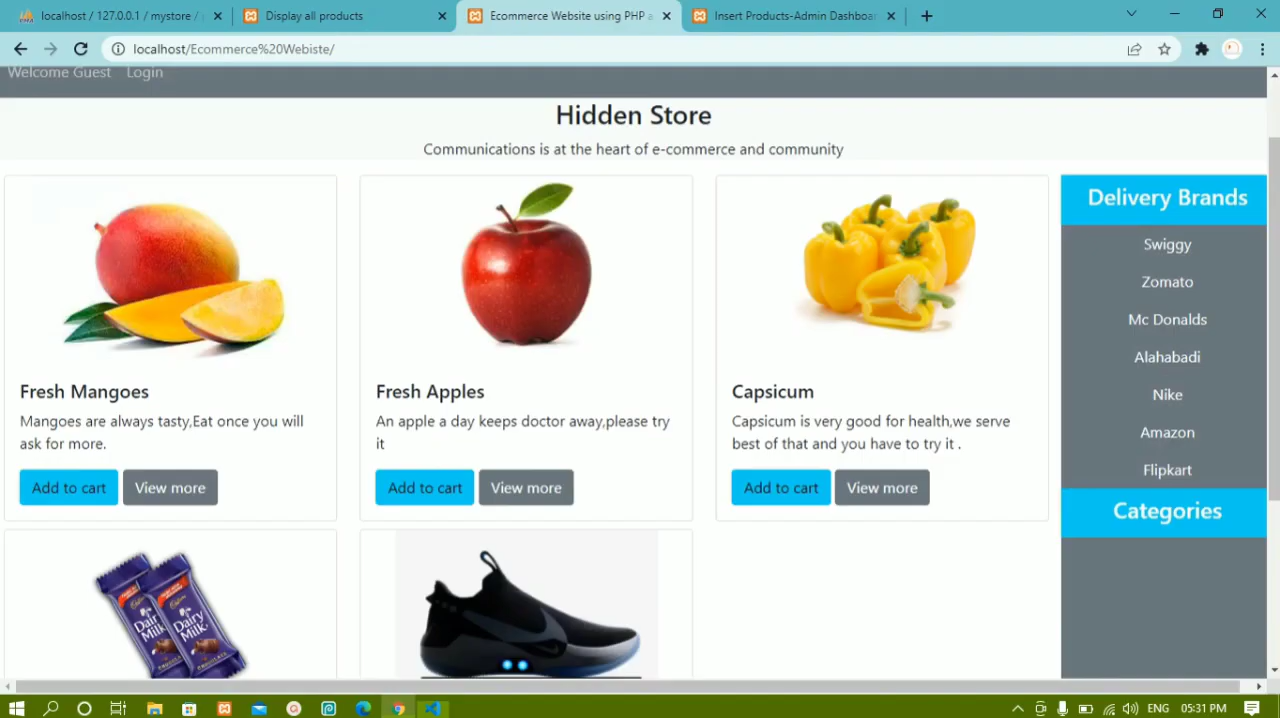 localhost / 127.0.0.1 / mystore /
Display all products
Ecommerce Website using PHP
Insert Products-Admin Dashboar
localhost/Ecommerce%20Webiste/
Welcome Guest Login
Hidden Store
Communications is at the heart of e-commerce and community
Fresh Mangoes
Mangoes are always tasty,Eat once you will
ask for more.
Add to cart View more
Fresh Apples
An apple a day keeps doctor away,please try
it
Add to cart View more
Capsicum
Capsicum is very good for health,we serve
best of that and you have to try it .
Add to cart View more
Dairy
Milk
Dairy
Milk
Delivery Brands
Swiggy
Zomato
Mc Donalds
Alahabadi
Nike
Amazon
Flipkart
Categories
ENG 05:31 PM